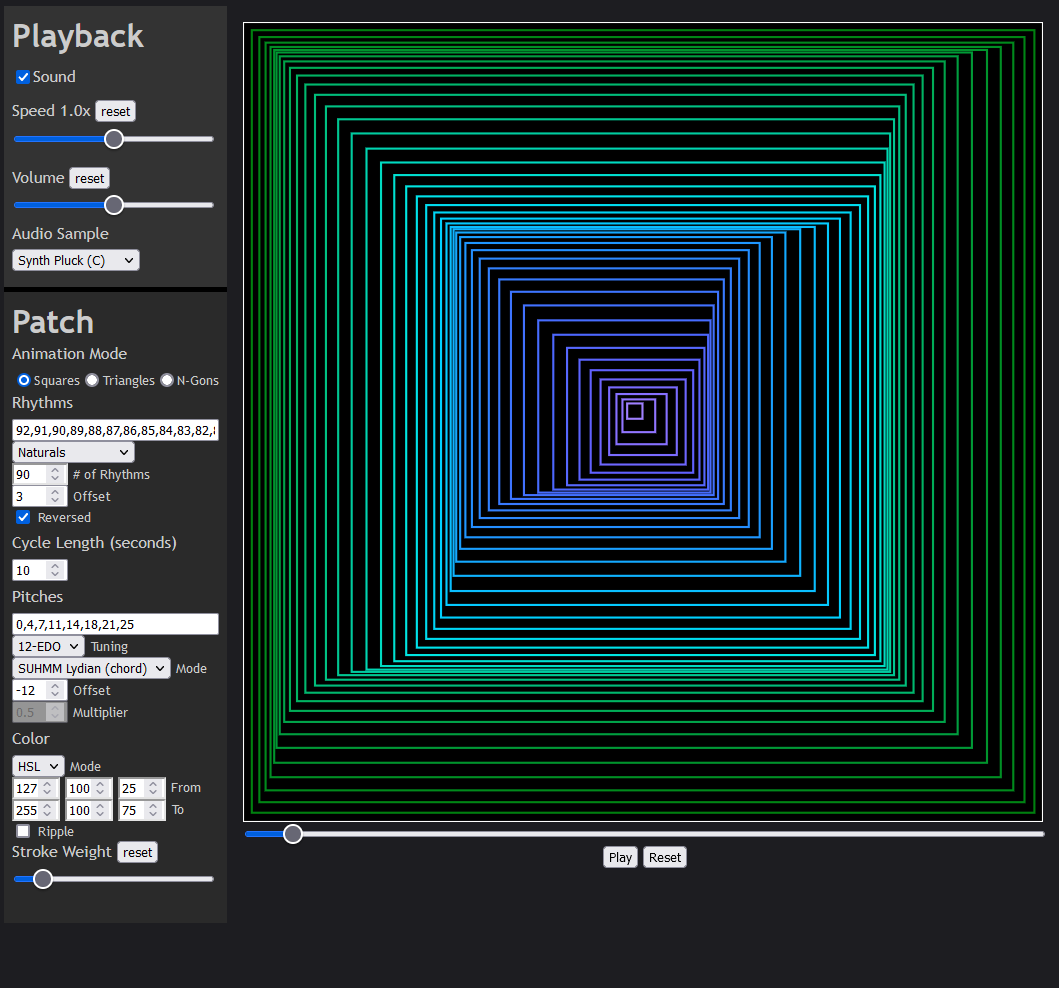 Playback
Sound
Speed 1.0x reset
Volume reset
Audio Sample
Synth Pluck (C)
Patch
Animation Mode
Squares Triangles N-Gons
Rhythms
92,91,90,89,88,87,86,85,84,83,82,
Naturals
90 # of Rhythms
3 Offset
Reversed
Cycle Length (seconds)
10
Pitches
0,4,7,11,14,18,21,25
12-EDO Tuning
SUHMM Lydian (chord) Mode
-12 Offset
0.5 Multiplier
Color
HSL Mode
127 100 25 From
255 100 75 To
Ripple
Stroke Weight reset
Play Reset